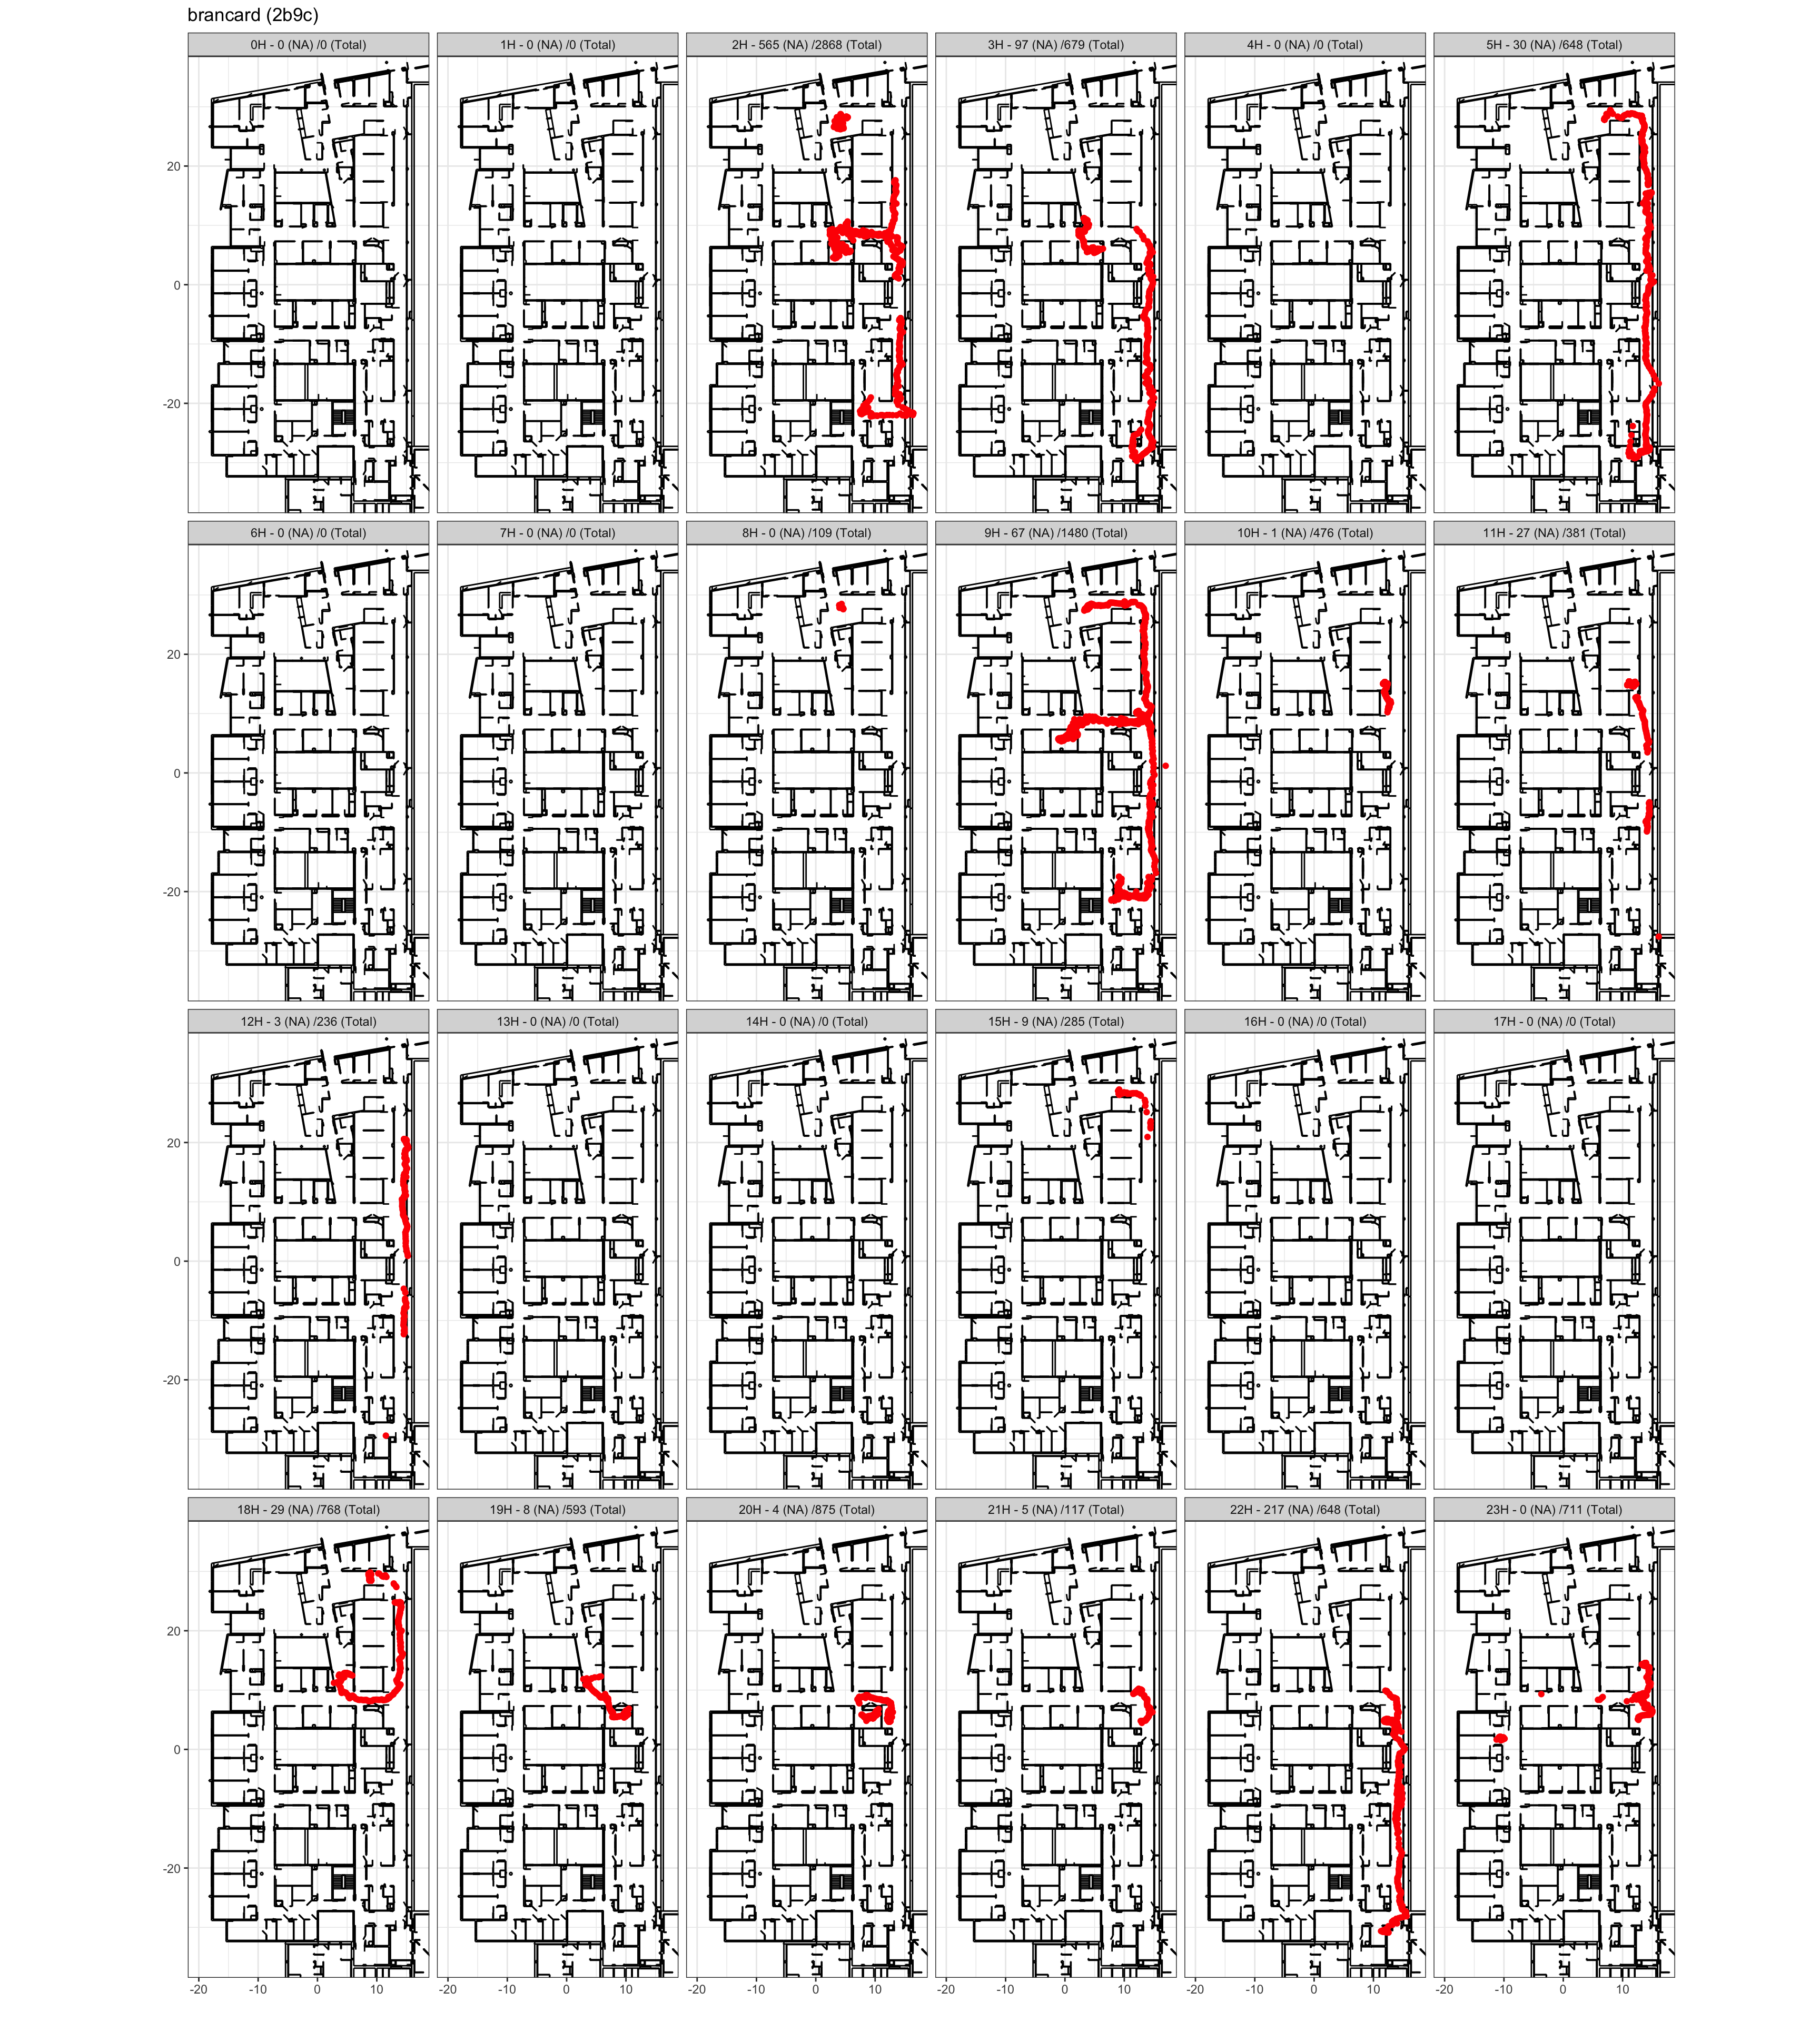 brancard (2b9c)
0H - 0 (NA) /0 (Total) 1H - 0 (NA) /0 (Total) 2H - 565 (NA) /2868 (Total) 3H - 97 (NA) /679 (Total) 4H - 0 (NA) /0 (Total) 5H - 30 (NA) /648 (Total)
20
0
-20
6H - 0 (NA) /0 (Total) 7H - 0 (NA) /0 (Total) 8H - 0 (NA) /109 (Total) 9H - 67 (NA) /1480 (Total) 10H - 1 (NA) /476 (Total) 11H - 27 (NA) /381 (Total)
20
0
-20
12H - 3 (NA) /236 (Total) 13H - 0 (NA) /0 (Total) 14H - 0 (NA) /0 (Total) 15H - 9 (NA) /285 (Total) 16H - 0 (NA) /0 (Total) 17H - 0 (NA) /0 (Total)
20
0
-20
18H - 29 (NA) /768 (Total) 19H - 8 (NA) /593 (Total) 20H - 4 (NA) /875 (Total) 21H - 5 (NA) /117 (Total) 22H - 217 (NA) /648 (Total) 23H - 0 (NA) /711 (Total)
20
0
-20
-20 -10 0 10 -20 -10 0 10 -20 -10 0 10 -20 -10 0 10 -20 -10 0 10 -20 -10 0 10